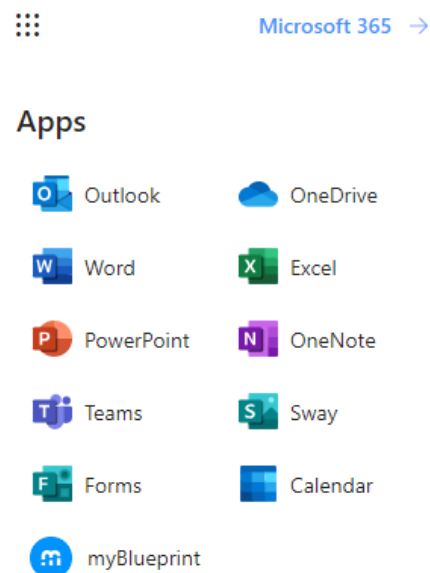 Microsoft 365
Apps
Outlook OneDrive
Word Excel
PowerPoint OneNote
Teams Sway
Forms Calendar
myBlueprint